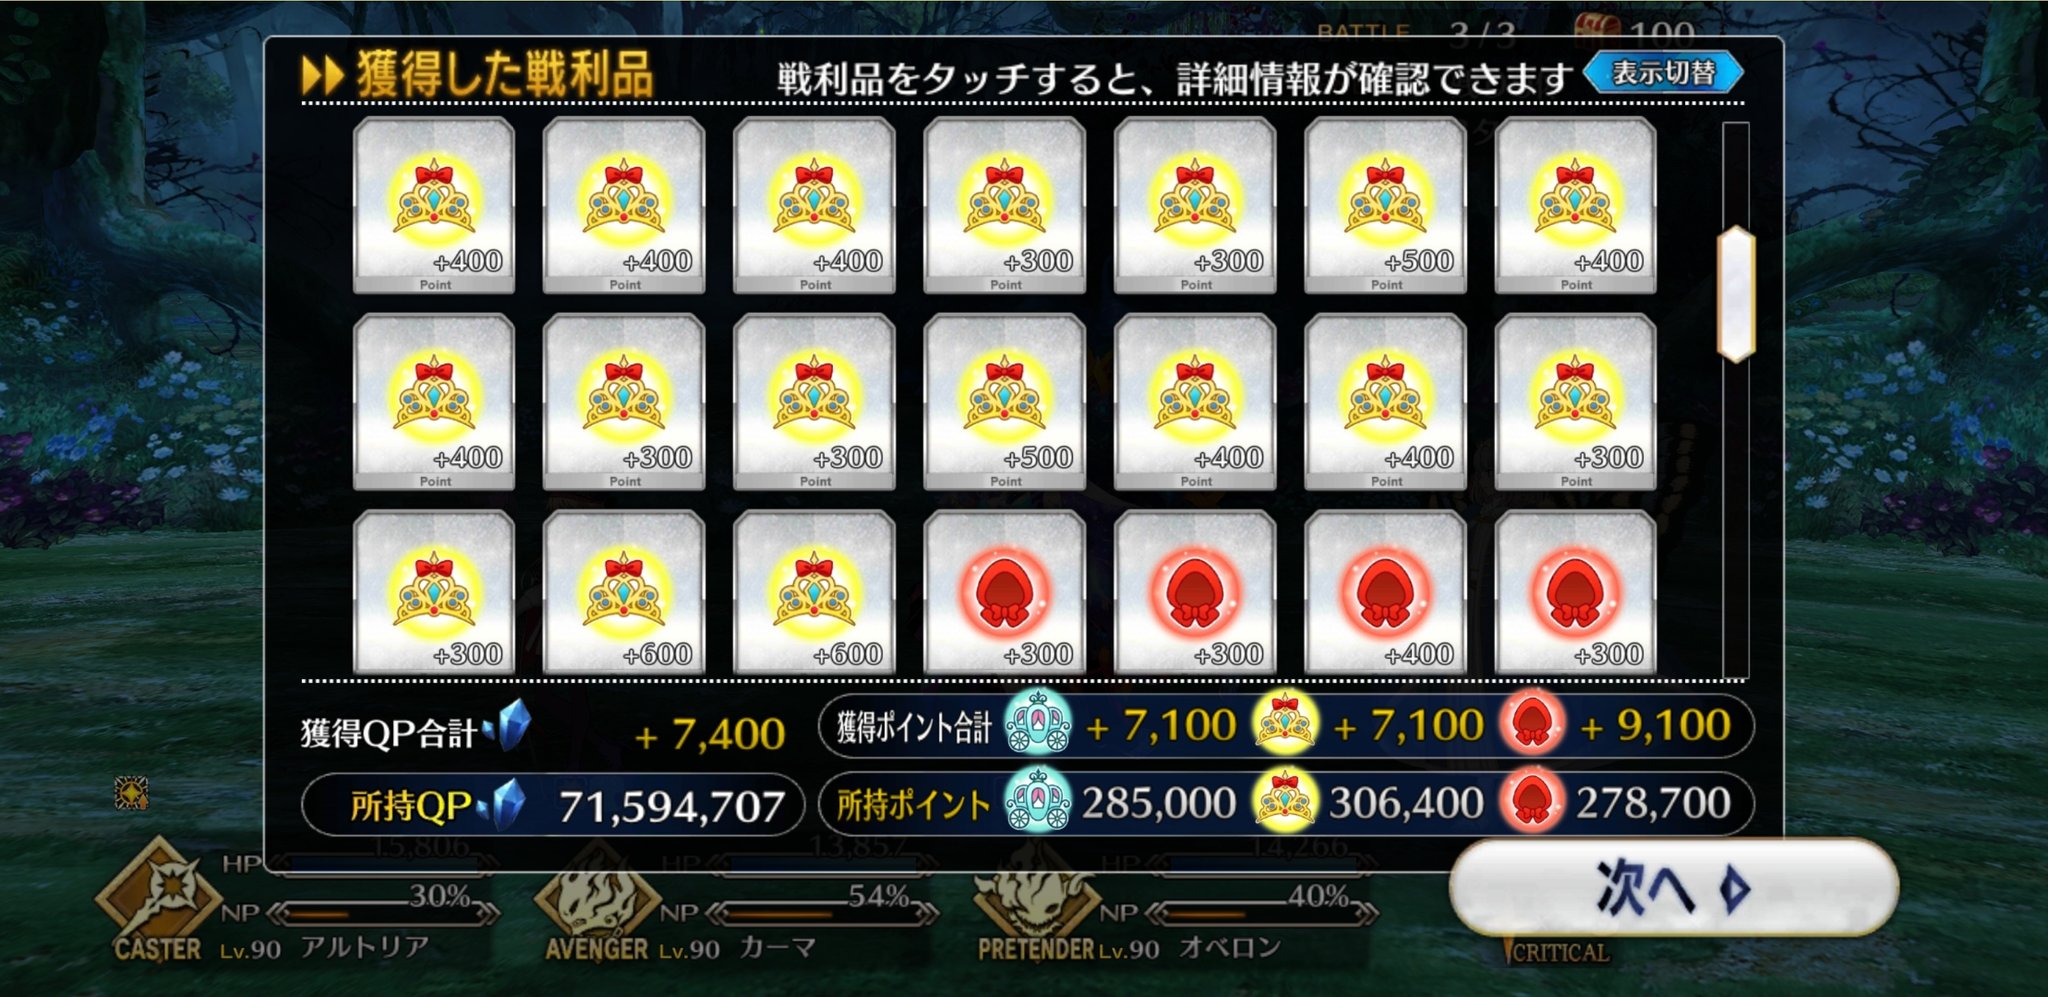 BATTLE 3/3 100
獲得した戦利品 戦利品をタッチすると、詳細情報が確認できます 表示切替
+400 +400 +400 +300 +300 +500 +400
Point Point Point Point Point Point Point
+400 +300 +300 +500 +400 +400 +300
Point Point Point Point Point Point Point
+300 +600 +600 +300 +300 +400 +300
獲得QP合計 + 7,400 獲得ポイント合計 + 7,100 + 7,100 + 9,100
所持QP 71,594,707 所持ポイント 285,000 306,400 278,700
HP 15,806 HP 13,857 HP 14,266
次へ
NP 30% NP 54% NP 40%
CASTER Lv.90 アルトリア AVENGER Lv.90 カーマ PRETENDER Lv.90 オベロン CRITICAL